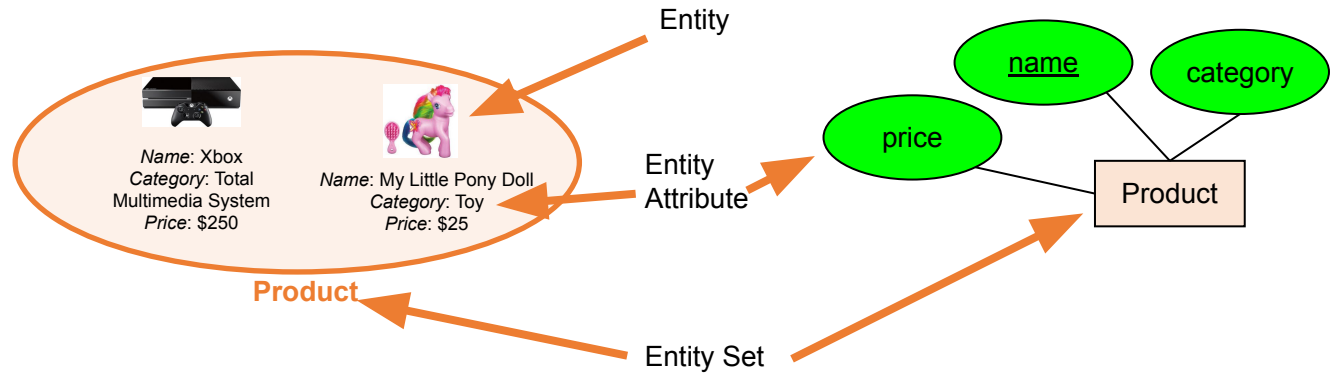 Entity
name
category
price
Name: Xbox
Category: Total
Multimedia System
Price: $250
Name: My Little Pony Doll
Category: Toy
Price: $25
Entity
Attribute
Product
Product
Entity Set